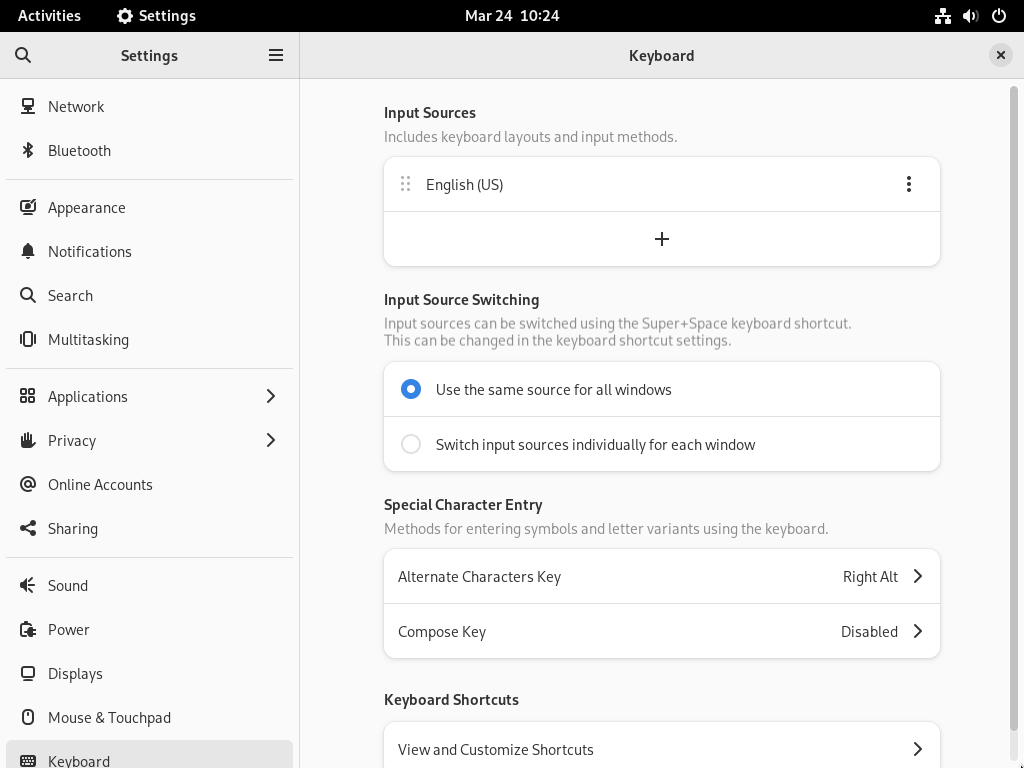 Activities Settings Mar 24 10:24
Settings
Keyboard
Network
Bluetooth
Appearance
Notifications
Search
Multitasking
Applications
Privacy
Online Accounts
Sharing
Sound
Power
Displays
Mouse & Touchpad
Keyboard
Input Sources
Includes keyboard layouts and input methods.
English (US)
Input Source Switching
Input sources can be switched using the Super+Space keyboard shortcut.
This can be changed in the keyboard shortcut settings.
Use the same source for all windows
Switch input sources individually for each window
Special Character Entry
Methods for entering symbols and letter variants using the keyboard.
Alternate Characters Key Right Alt
Compose Key Disabled
Keyboard Shortcuts
View and Customize Shortcuts